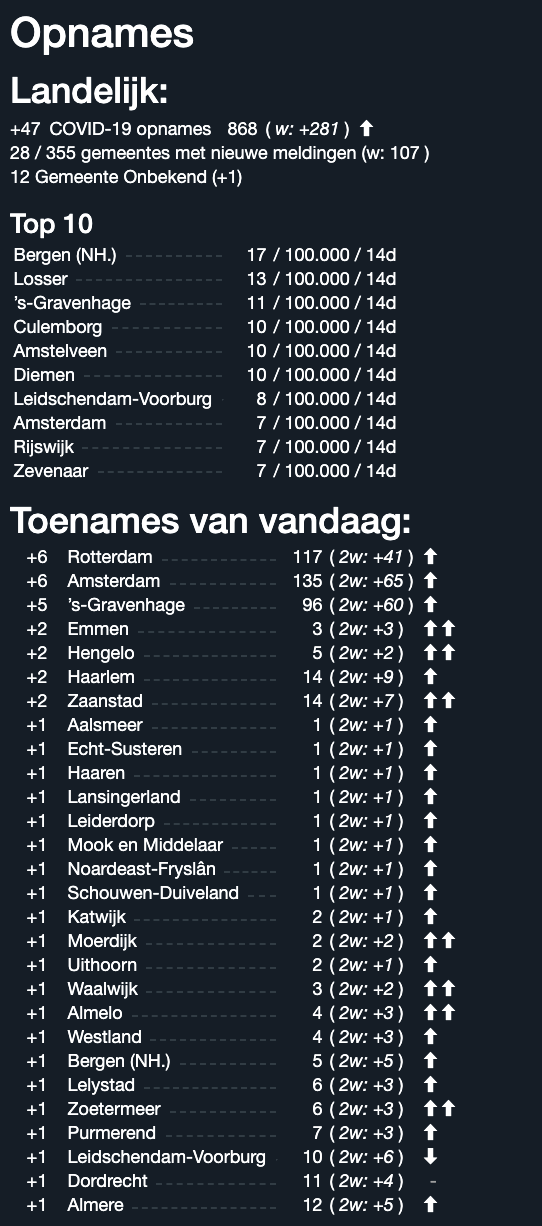 Opnames
Landelijk:
+47 COVID-19 opnames 868 ( w: +281 ) ⬆
28 / 355 gemeentes met nieuwe meldingen (w: 107 )
12 Gemeente Onbekend (+1)
Top 10
Bergen (NH.) 17 / 100.000 / 14d
Losser 13 / 100.000 / 14d
’s-Gravenhage 11 / 100.000 / 14d
Culemborg 10 / 100.000 / 14d
Amstelveen 10 / 100.000 / 14d
Diemen 10 / 100.000 / 14d
Leidschendam-Voorburg 8 / 100.000 / 14d
Amsterdam 7 / 100.000 / 14d
Rijswijk 7 / 100.000 / 14d
Zevenaar 7 / 100.000 / 14d
Toenames van vandaag:
+6 Rotterdam 117 ( 2w: +41 ) ⬆
+6 Amsterdam 135 ( 2w: +65 ) ⬆
+5 ’s-Gravenhage 96 ( 2w: +60 ) ⬆
+2 Emmen 3 ( 2w: +3 ) ⬆⬆
+2 Hengelo 5 ( 2w: +2 ) ⬆⬆
+2 Haarlem 14 ( 2w: +9 ) ⬆
+2 Zaanstad 14 ( 2w: +7 ) ⬆⬆
+1 Aalsmeer 1 ( 2w: +1 ) ⬆
+1 Echt-Susteren 1 ( 2w: +1 ) ⬆
+1 Haaren 1 ( 2w: +1 ) ⬆
+1 Lansingerland 1 ( 2w: +1 ) ⬆
+1 Leiderdorp 1 ( 2w: +1 ) ⬆
+1 Mook en Middelaar 1 ( 2w: +1 ) ⬆
+1 Noardeast-Fryslân 1 ( 2w: +1 ) ⬆
+1 Schouwen-Duiveland 1 ( 2w: +1 ) ⬆
+1 Katwijk 2 ( 2w: +1 ) ⬆
+1 Moerdijk 2 ( 2w: +2 ) ⬆⬆
+1 Uithoorn 2 ( 2w: +1 ) ⬆
+1 Waalwijk 3 ( 2w: +2 ) ⬆⬆
+1 Almelo 4 ( 2w: +3 ) ⬆⬆
+1 Westland 4 ( 2w: +3 ) ⬆
+1 Bergen (NH.) 5 ( 2w: +5 ) ⬆
+1 Lelystad 6 ( 2w: +3 ) ⬆
+1 Zoetermeer 6 ( 2w: +3 ) ⬆⬆
+1 Purmerend 7 ( 2w: +3 ) ⬆
+1 Leidschendam-Voorburg 10 ( 2w: +6 ) ⬇
+1 Dordrecht 11 ( 2w: +4 ) -
+1 Almere 12 ( 2w: +5 ) ⬆